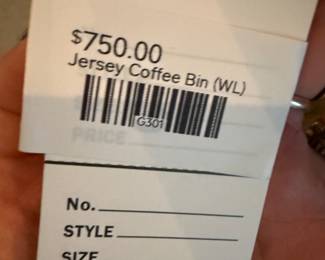 $750.00
Jersey Coffee Bin (WL)
G301
PRICE
No.
STYLE
SIZE